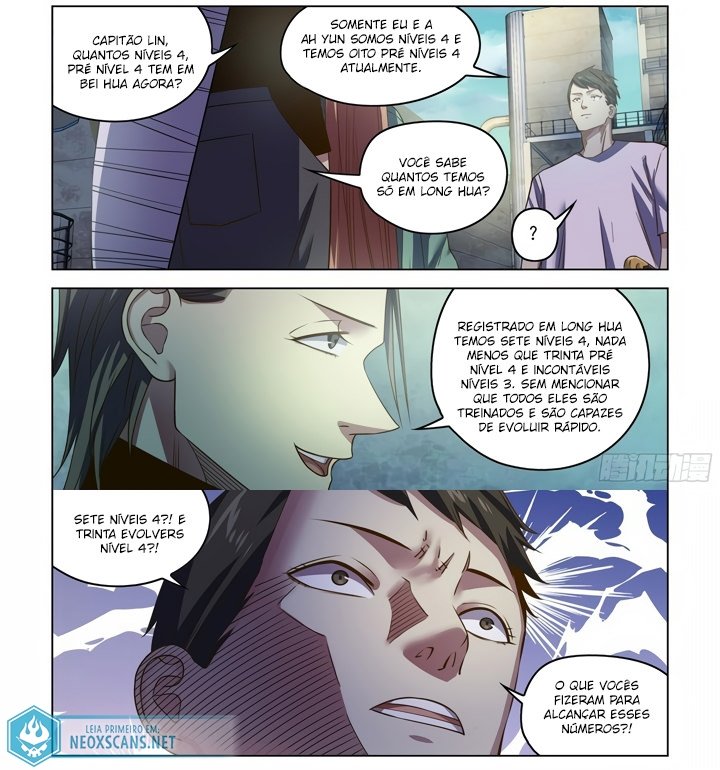 CAPITÃO LIN,
QUANTOS NÍVEIS 4,
PRÉ NÍVEL 4 TEM EM
BEI HUA AGORA?
SOMENTE EU E A
AH YUN SOMOS NÍVEIS 4 E
TEMOS OITO PRÉ NÍVEIS 4
ATUALMENTE.
VOCÊ SABE
QUANTOS TEMOS
SÓ EM LONG HUA?
?
REGISTRADO EM LONG HUA
TEMOS SETE NÍVEIS 4, NADA
MENOS QUE TRINTA PRÉ
NÍVEL 4 E INCONTÁVEIS
NÍVEIS 3. SEM MENCIONAR
QUE TODOS ELES SÃO
TREINADOS E SÃO CAPAZES
DE EVOLUIR RÁPIDO.
腾讯动漫
SETE NÍVEIS 4?! E
TRINTA EVOLVERS
NÍVEL 4?!
O QUE VOCÊS
FIZERAM PARA
ALCANÇAR ESSES
NÚMEROS?!
LEIA PRIMEIRO EM:
NEOXSCANS.NET